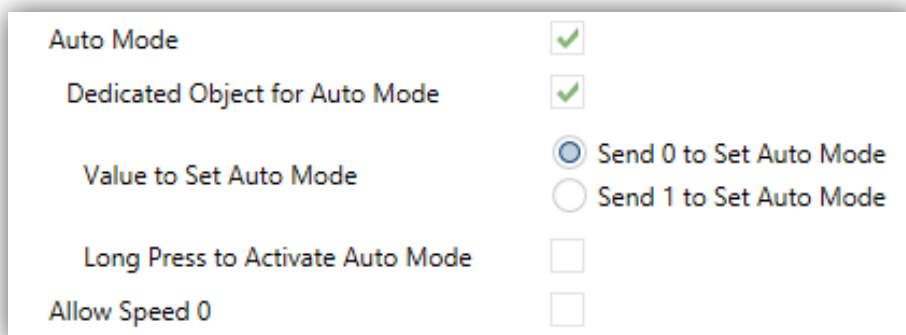 Auto Mode
Dedicated Object for Auto Mode
Send 0 to Set Auto Mode
Value to Set Auto Mode
Send 1 to Set Auto Mode
Long Press to Activate Auto Mode
Allow Speed 0